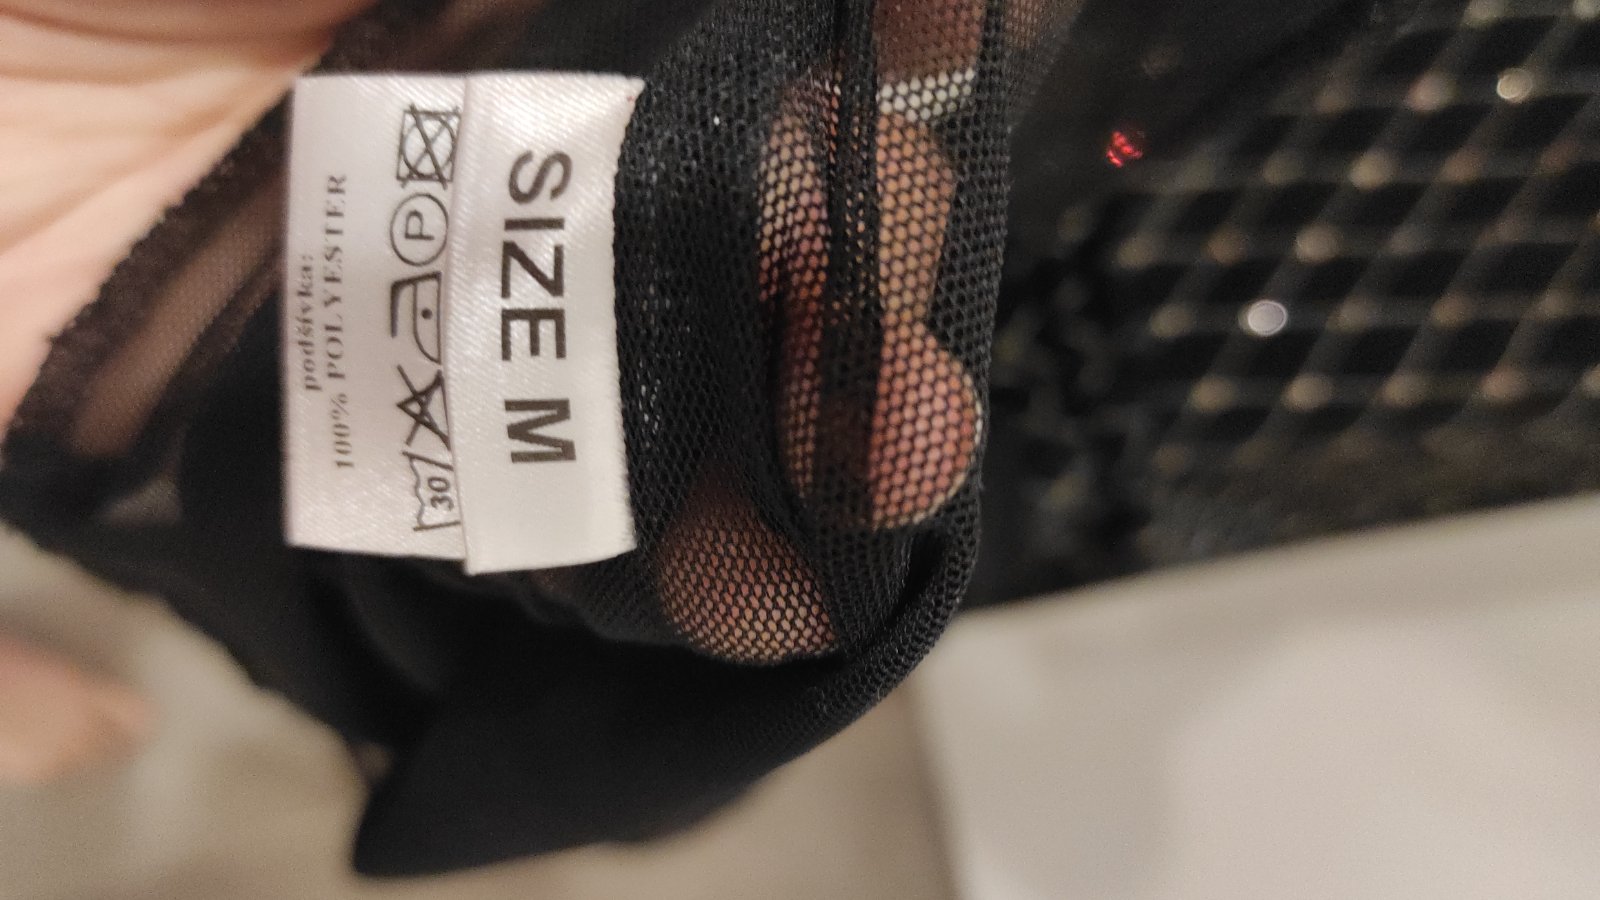 podšívka:
100% POLYESTER
30 P
SIZE M